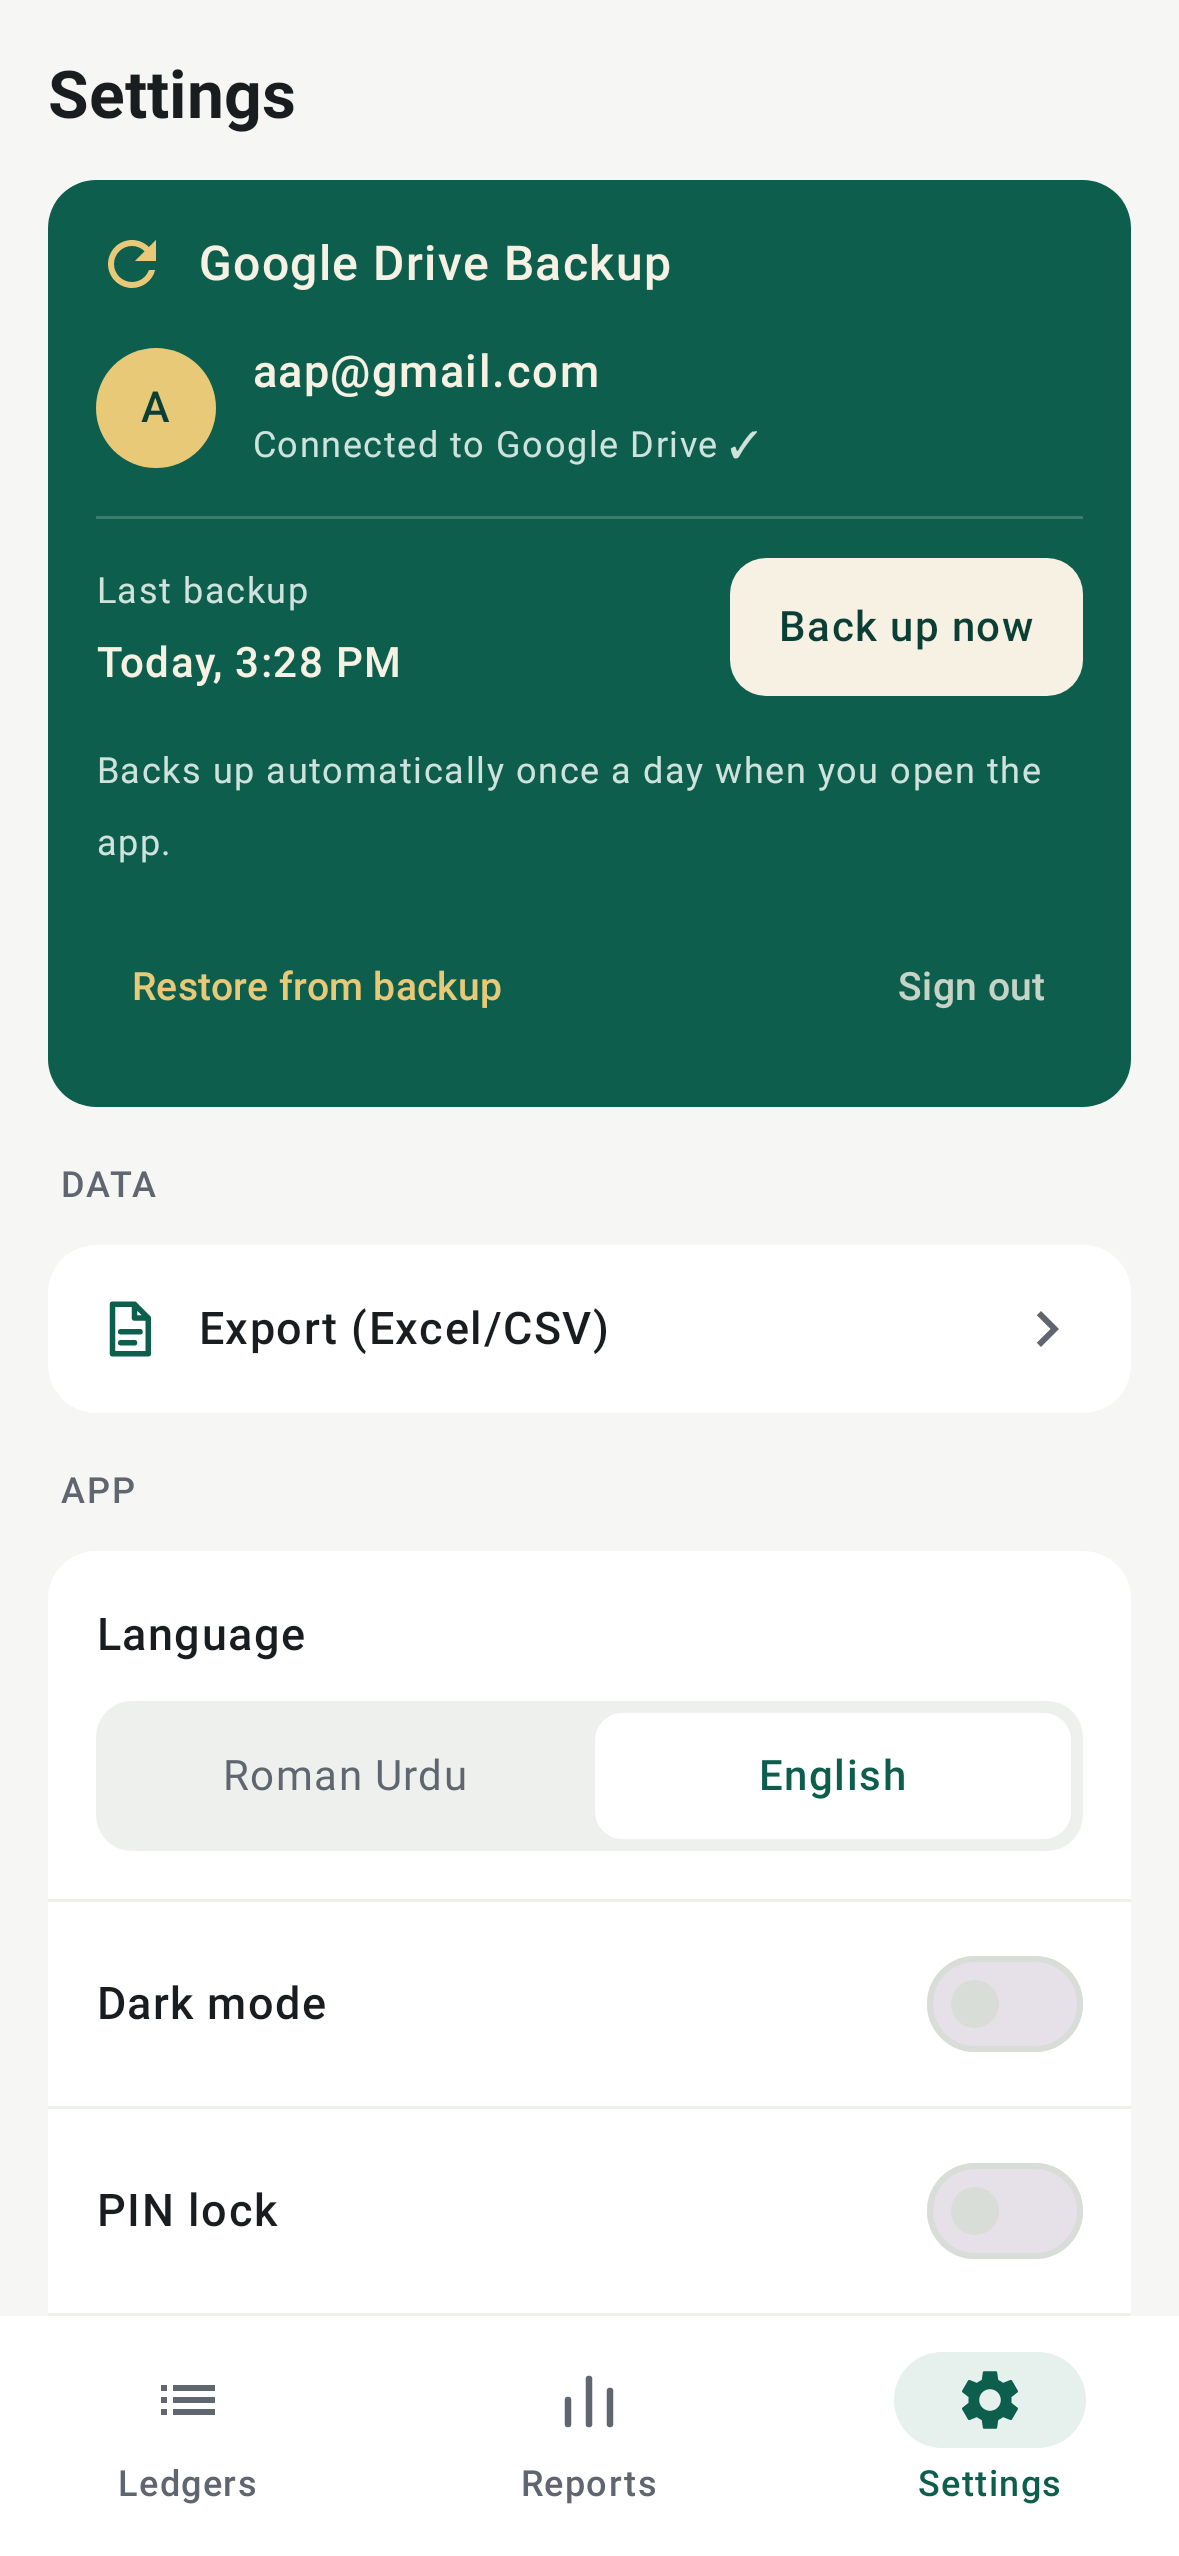 Settings
Google Drive Backup
A
aap@gmail.com
Connected to Google Drive ✓
Last backup
Today, 3:28 PM
Back up now
Backs up automatically once a day when you open the
app.
Restore from backup
Sign out
DATA
Export (Excel/CSV)
APP
Language
Roman Urdu
English
Dark mode
PIN lock
Ledgers
Reports
Settings